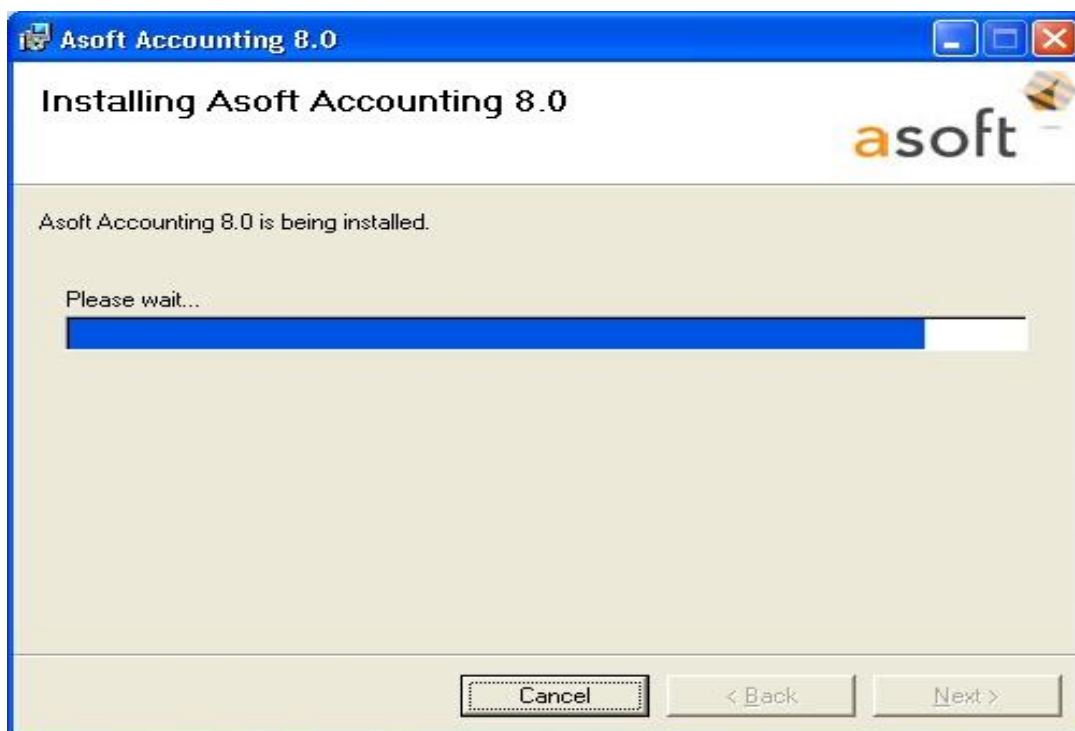 Asoft Accounting 8.0
Installing Asoft Accounting 8.0
asoft
Asoft Accounting 8.0 is being installed.
Please wait...
Cancel
< Back
Next >